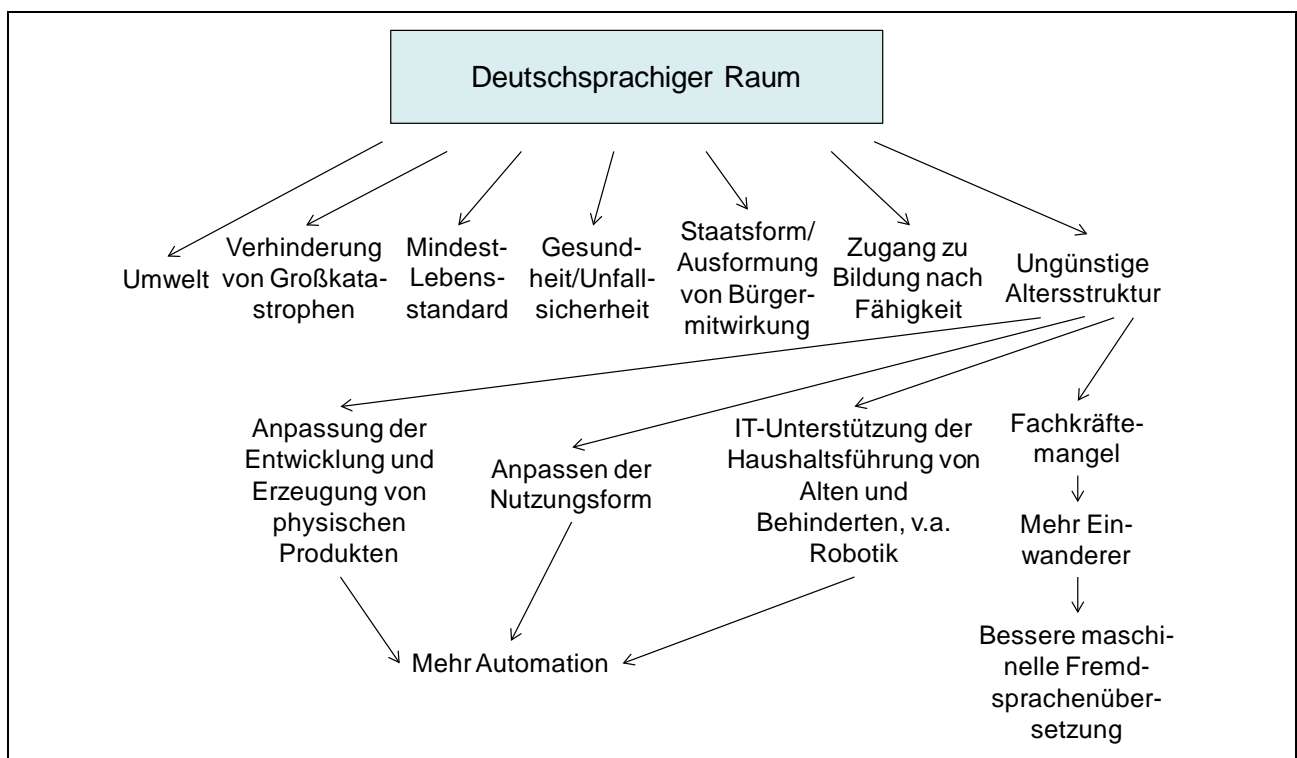 Deutschsprachiger Raum
Umwelt
Verhinderung
von Großkata-
strophen
Mindest-
Lebens-
standard
Gesund-
heit/Unfall-
sicherheit
Staatsform/
Ausformung
von Bürger-
mitwirkung
Zugang zu
Bildung nach
Fähigkeit
Ungünstige
Altersstruktur
Anpassung der
Entwicklung und
Erzeugung von
physischen
Produkten
Anpassen der
Nutzungsform
IT-Unterstützung der
Haushaltsführung von
Alten und
Behinderten, v.a.
Robotik
Fachkräfte-
mangel
Mehr Ein-
wanderer
Mehr Automation
Bessere maschi-
nelle Fremd-
sprachenüber-
setzung